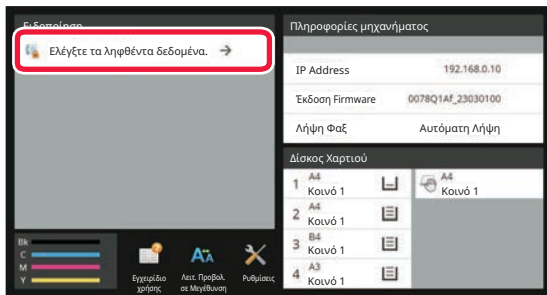 Ειδοποίηση
Ελέγξτε τα ληφθέντα δεδομένα.
Πληροφορίες μηχανήματος
IP Address 192.168.0.10
Έκδοση Firmware 0078Q1Af_23030100
Λήψη Φαξ Αυτόματη Λήψη
Δίσκος Χαρτιού
1 A4 Κοινό 1
A4 Κοινό 1
2 A4 Κοινό 1
3 B4 Κοινό 1
4 A3 Κοινό 1
Bk
C
M
Y
Εγχειρίδιο
χρήσης
Λειτ. Προβολ.
σε Μεγέθυνση
Ρυθμίσεις